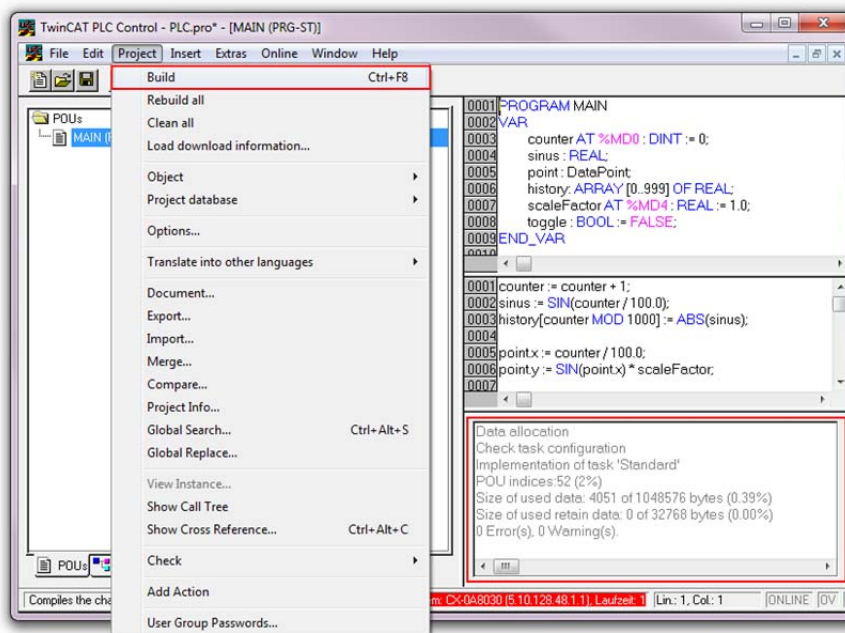 TwinCAT PLC Control - PLC.pro* - [MAIN (PRG-ST)]
File Edit Project Insert Extras Online Window Help
Build Ctrl+F8
Rebuild all
Clean all
Load download information...
Object
Project database
Options...
Translate into other languages
Document...
Export...
Import...
Merge...
Compare...
Project Info...
Global Search... Ctrl+Alt+S
Global Replace...
View Instance...
Show Call Tree
Show Cross Reference... Ctrl+Alt+C
Check
Add Action
User Group Passwords...
POUs
MAIN (
0001 PROGRAM MAIN
0002 VAR
0003 counter AT %MD0 : DINT := 0;
0004 sinus : REAL;
0005 point : DataPoint;
0006 history: ARRAY [0..999] OF REAL;
0007 scaleFactor AT %MD4 : REAL := 1.0;
0008 toggle : BOOL := FALSE;
0009 END_VAR
0010
0001 counter := counter + 1;
0002 sinus := SIN(counter / 100.0);
0003 history[counter MOD 1000] := ABS(sinus);
0004
0005 point.x := counter / 100.0;
0006 point.y := SIN(point.x) * scaleFactor;
0007
Data allocation
Check task configuration
Implementation of task 'Standard'
POU indices:52 (2%)
Size of used data: 4051 of 1048576 bytes (0.39%)
Size of used retain data: 0 of 32768 bytes (0.00%)
0 Error(s), 0 Warning(s).
POUs
Compiles the cha
m: CX-0A8030 (5.10.128.48.1.1), Laufzeit: 1 Lin.: 1, Col.: 1 ONLINE OV